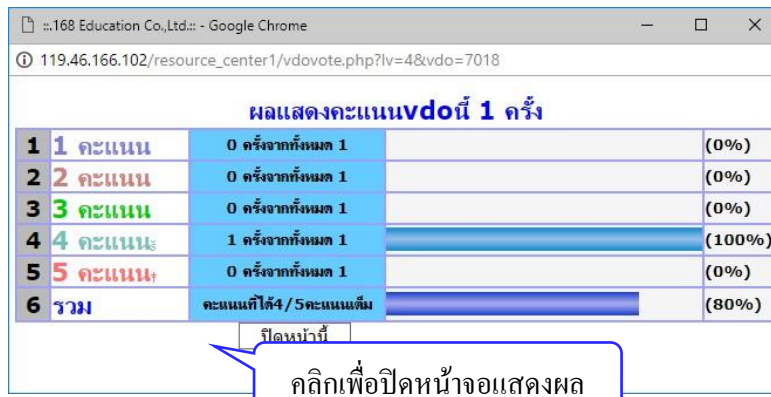 ::.168 Education Co.,Ltd.:: - Google Chrome
119.46.166.102/resource_center1/vdovote.php?lv=4&vdo=7018
ผลแสดงคะแนนvdoนี้ 1 ครั้ง
1 1 คะแนน 0 ครั้งจากทั้งหมด 1 (0%)
2 2 คะแนน 0 ครั้งจากทั้งหมด 1 (0%)
3 3 คะแนน 0 ครั้งจากทั้งหมด 1 (0%)
4 4 คะแนน 1 ครั้งจากทั้งหมด 1 (100%)
5 5 คะแนน 0 ครั้งจากทั้งหมด 1 (0%)
6 รวม คะแนนที่ได้4/5คะแนนเต็ม (80%)
ปิดหน้านี้
คลิกเพื่อปิดหน้าจอแสดงผล